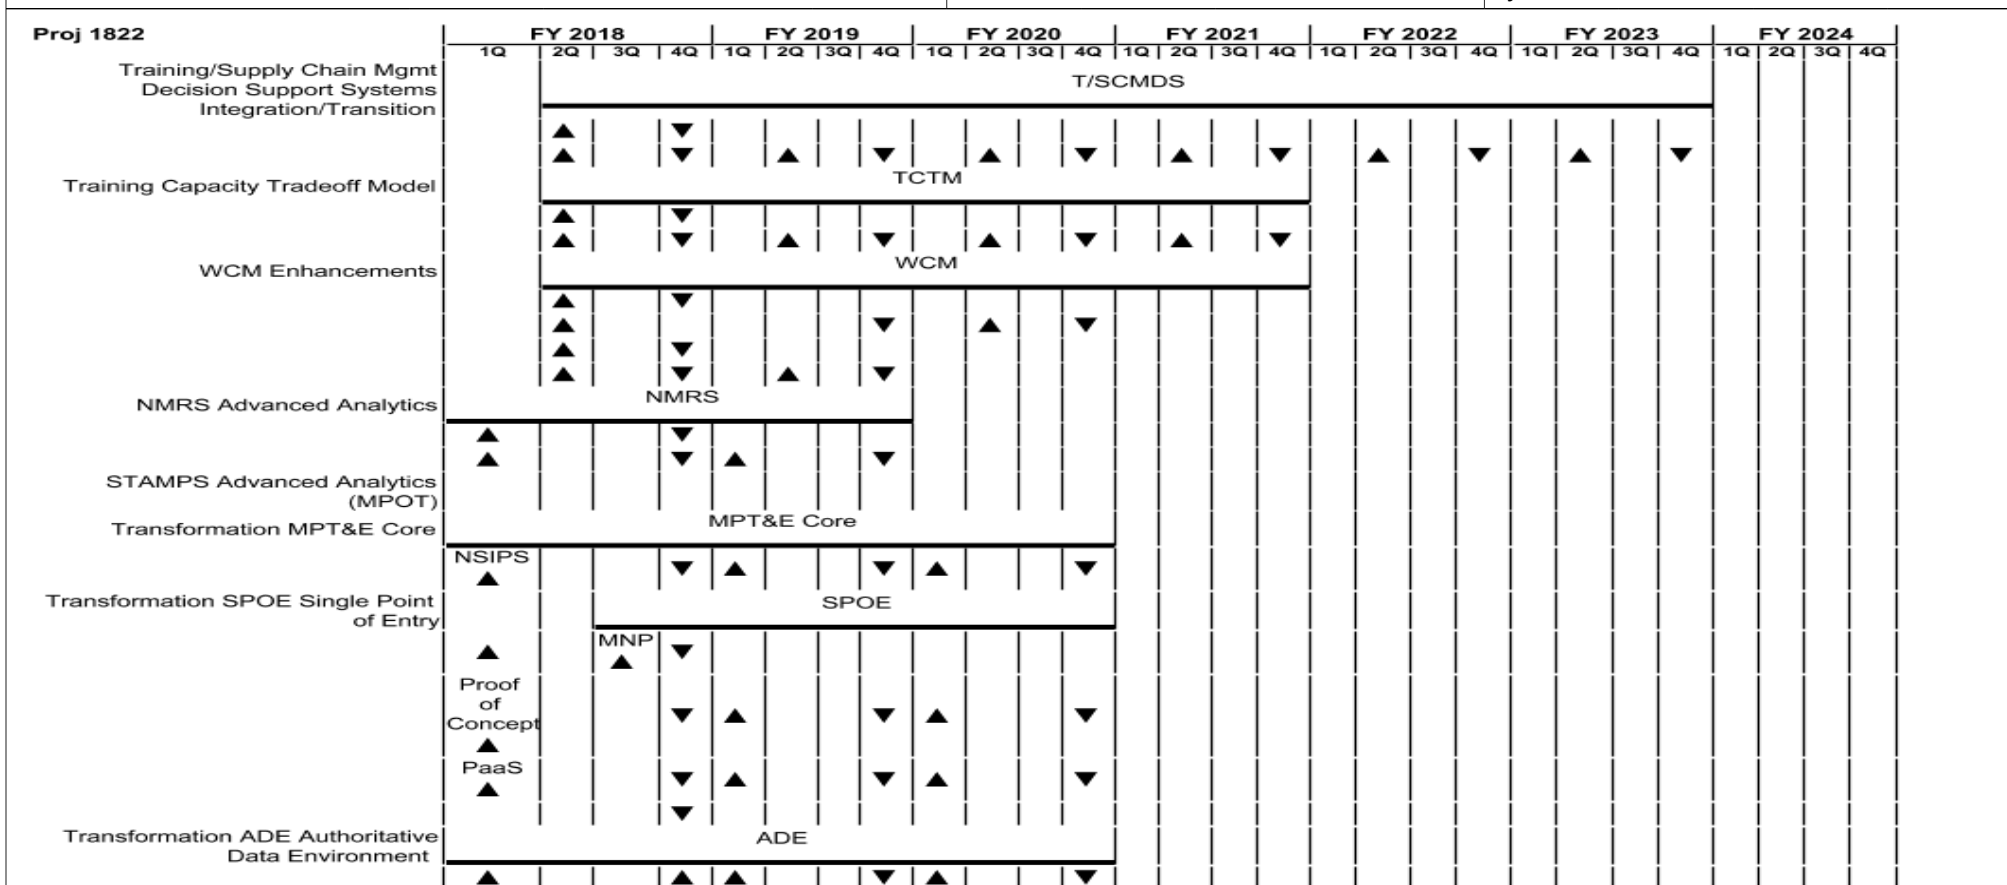 Proj 1822 FY 2018 FY 2019 FY 2020 FY 2021 FY 2022 FY 2023 FY 2024
1Q 2Q 3Q 4Q 1Q 2Q 3Q 4Q 1Q 2Q 3Q 4Q 1Q 2Q 3Q 4Q 1Q 2Q 3Q 4Q 1Q 2Q 3Q 4Q 1Q 2Q 3Q 4Q
Training/Supply Chain Mgmt
Decision Support Systems
Integration/Transition
T/SCMDS
Training Capacity Tradeoff Model
TCTM
WCM Enhancements
WCM
NMRS Advanced Analytics
NMRS
STAMPS Advanced Analytics
(MPOT)
Transformation MPT&E Core
MPT&E Core
NSIPS
Transformation SPOE Single Point
of Entry
SPOE
MNP
Proof
of
Concept
PaaS
Transformation ADE Authoritative
Data Environment
ADE